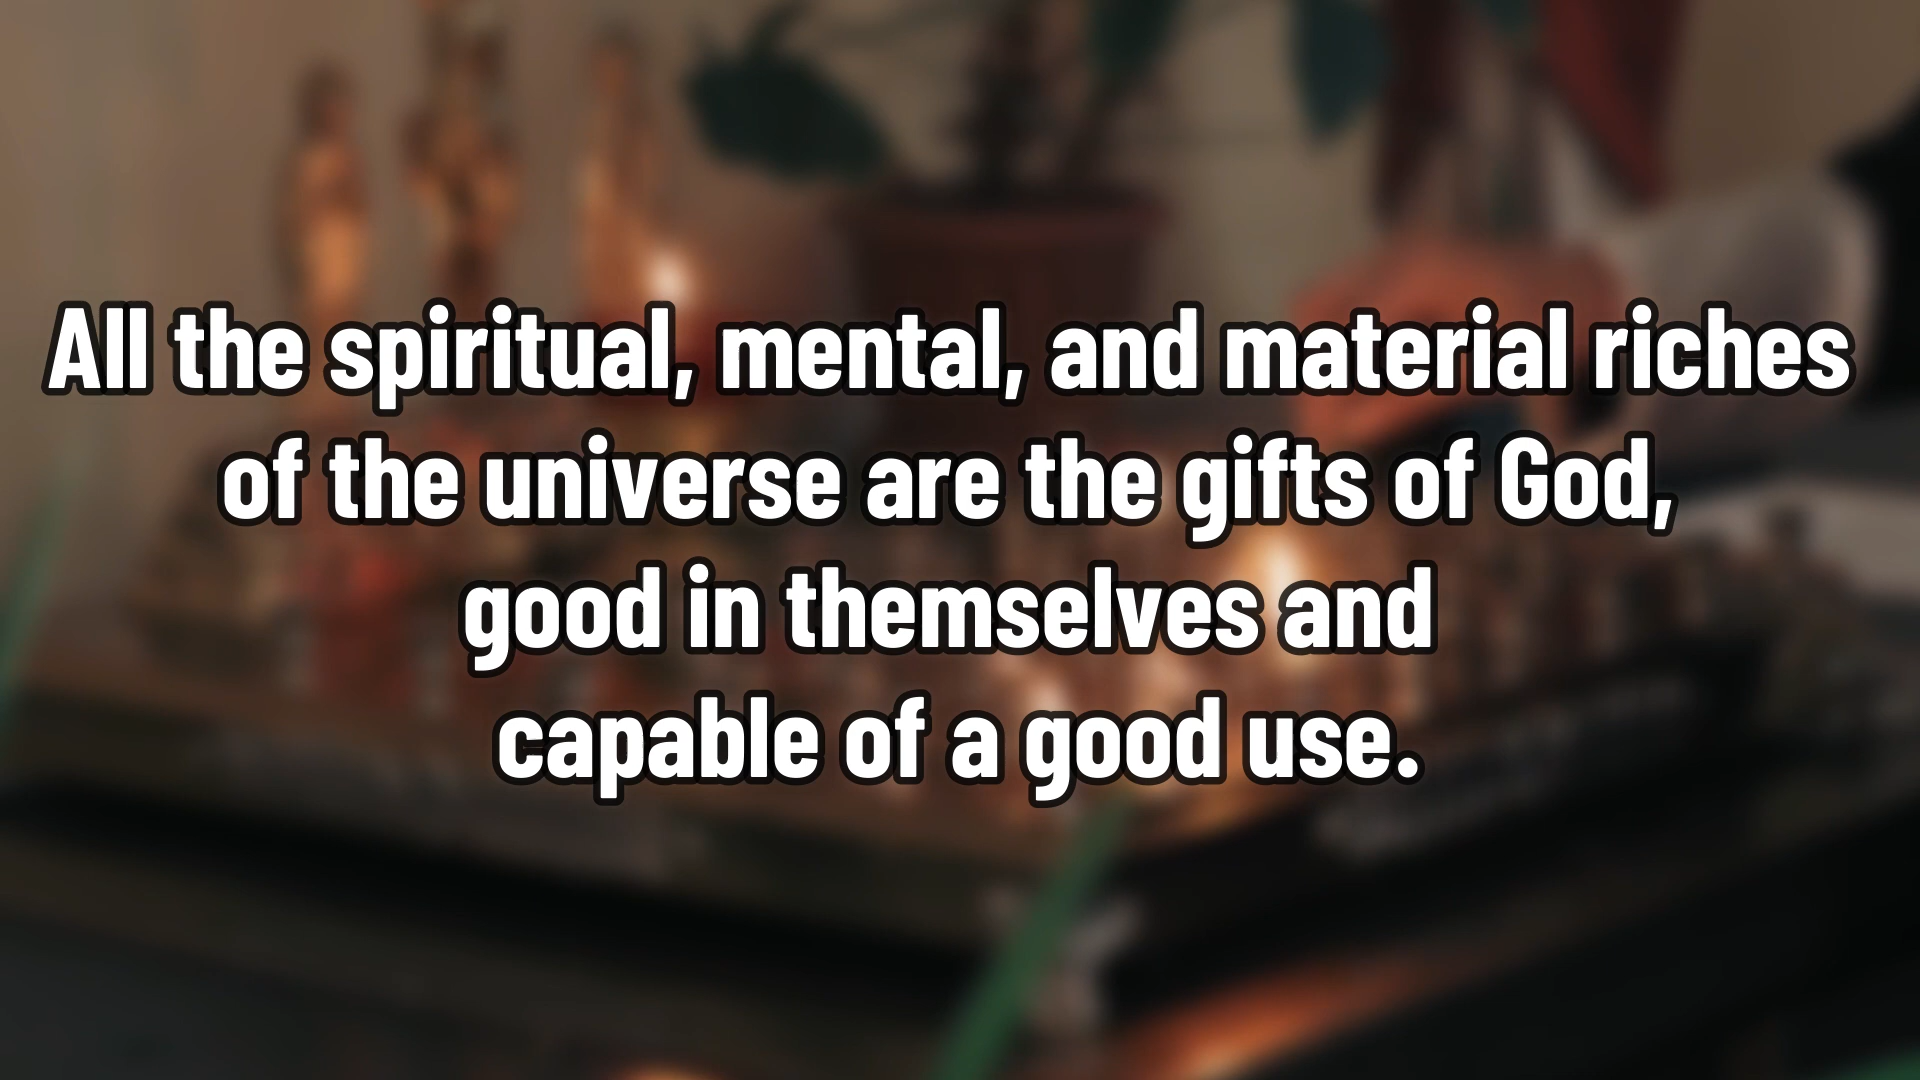 All the spiritual, mental, and material riches
of the universe are the gifts of God,
good in themselves and
capable of a good use.